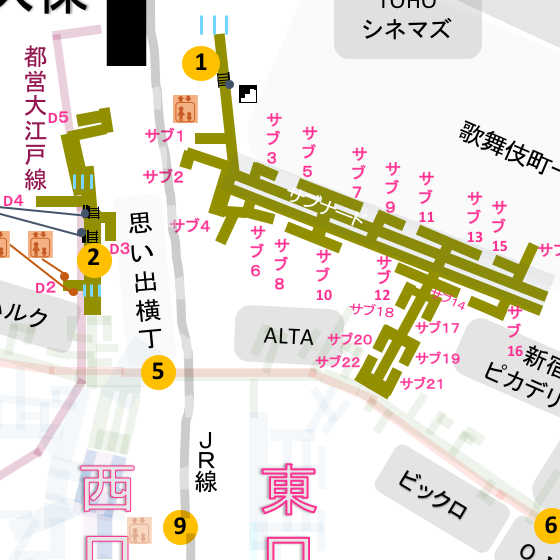 TOHO
シネマズ
1
都営大江戸線
D5
サブ1
サブ3
サブ5
歌舞伎町一
サブ7
サブ9
サブ11
サブ2
D4
サブナード
サブ13
サブ15
サブ4
思い出横丁
サブ6
サブ8
サブ10
D3
2
サブ12
サブ14
D2
サブ18
サブ16
サブ17
ALTA
サブ20
サブ19
サブ22
サブ21
新宿
ピカデリ
5
JR線
ビックロ
西口
東口
9
6